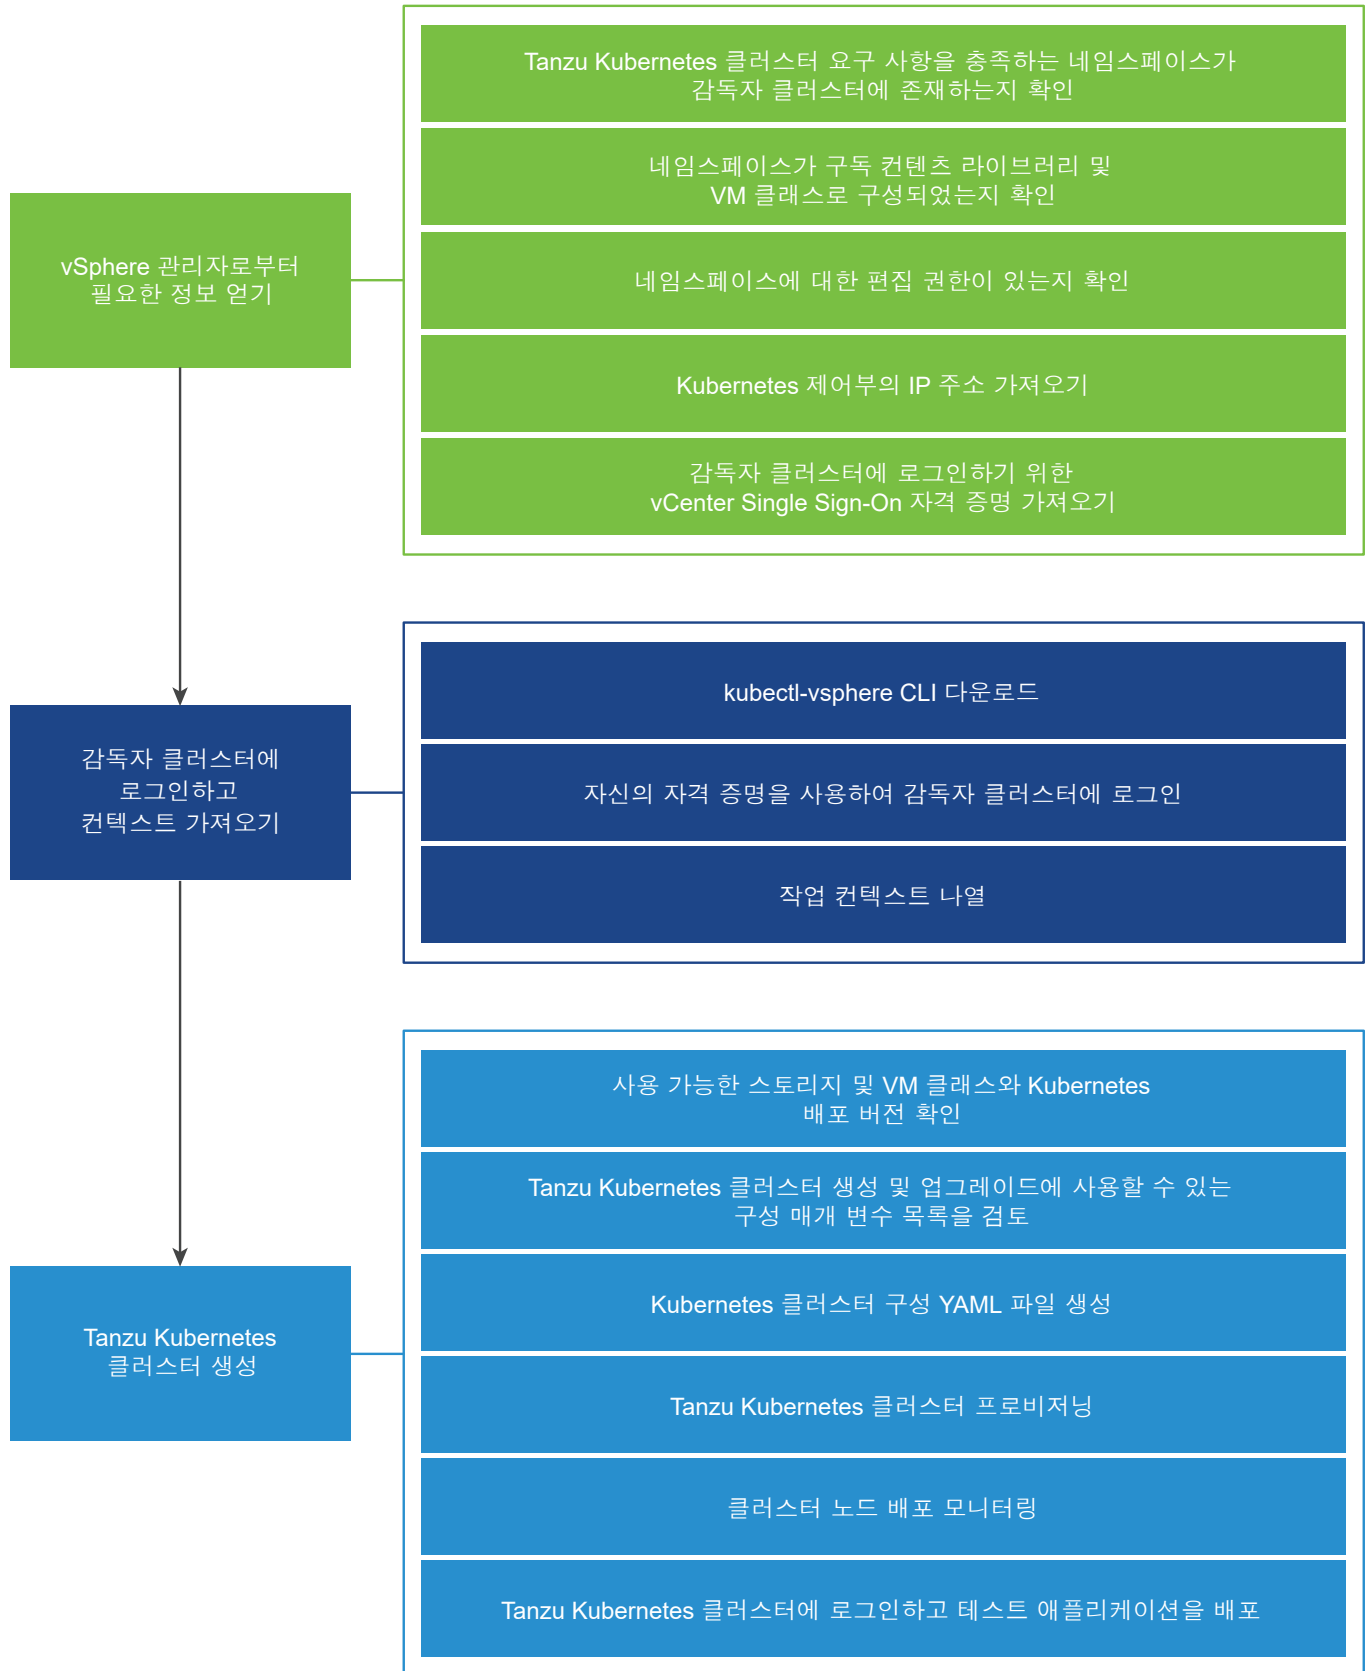 vSphere 관리자로부터
필요한 정보 얻기
Tanzu Kubernetes 클러스터 요구 사항을 충족하는 네임스페이스가
감독자 클러스터에 존재하는지 확인
네임스페이스가 구독 컨텐츠 라이브러리 및
VM 클래스로 구성되었는지 확인
네임스페이스에 대한 편집 권한이 있는지 확인
Kubernetes 제어부의 IP 주소 가져오기
감독자 클러스터에 로그인하기 위한
vCenter Single Sign-On 자격 증명 가져오기
감독자 클러스터에
로그인하고
컨텍스트 가져오기
kubectl-vsphere CLI 다운로드
자신의 자격 증명을 사용하여 감독자 클러스터에 로그인
작업 컨텍스트 나열
Tanzu Kubernetes
클러스터 생성
사용 가능한 스토리지 및 VM 클래스와 Kubernetes
배포 버전 확인
Tanzu Kubernetes 클러스터 생성 및 업그레이드에 사용할 수 있는
구성 매개 변수 목록을 검토
Kubernetes 클러스터 구성 YAML 파일 생성
Tanzu Kubernetes 클러스터 프로비저닝
클러스터 노드 배포 모니터링
Tanzu Kubernetes 클러스터에 로그인하고 테스트 애플리케이션을 배포